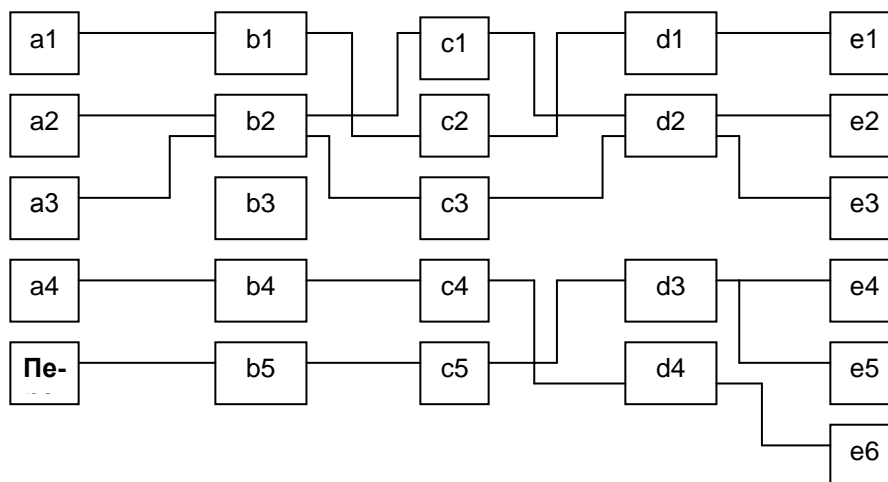 a1 b1 c1 d1 e1
a2 b2 c2 d2 e2
a3 b3 c3 e3
a4 b4 c4 d3 e4
Пе- b5 c5 d4 e5
e6